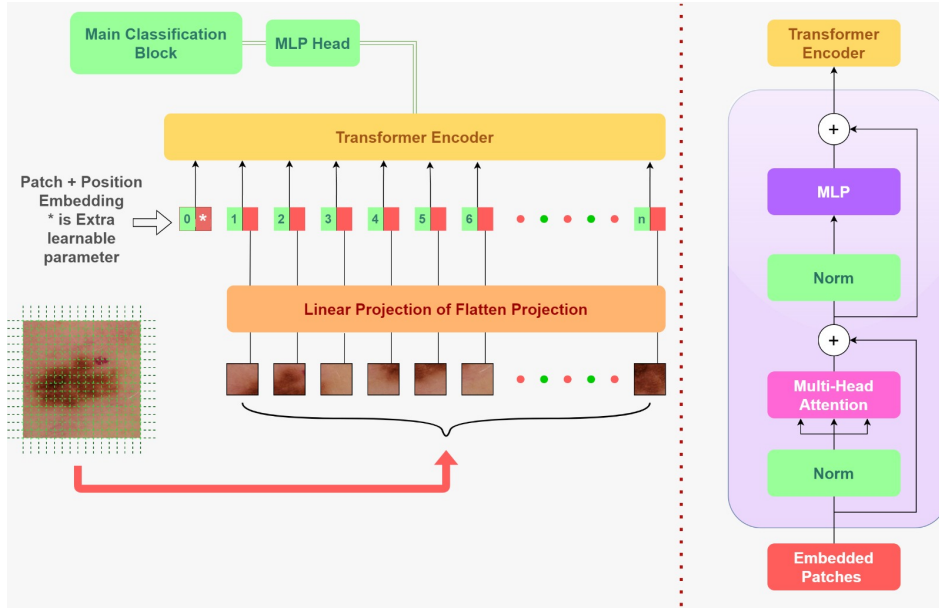 Main Classification
Block
MLP Head
Transformer Encoder
Patch + Position
Embedding
* is Extra
learnable
parameter
0 * 1 2 3 4 5 6 n
Linear Projection of Flatten Projection
Transformer
Encoder
+
MLP
Norm
+
Multi-Head
Attention
Norm
Embedded
Patches